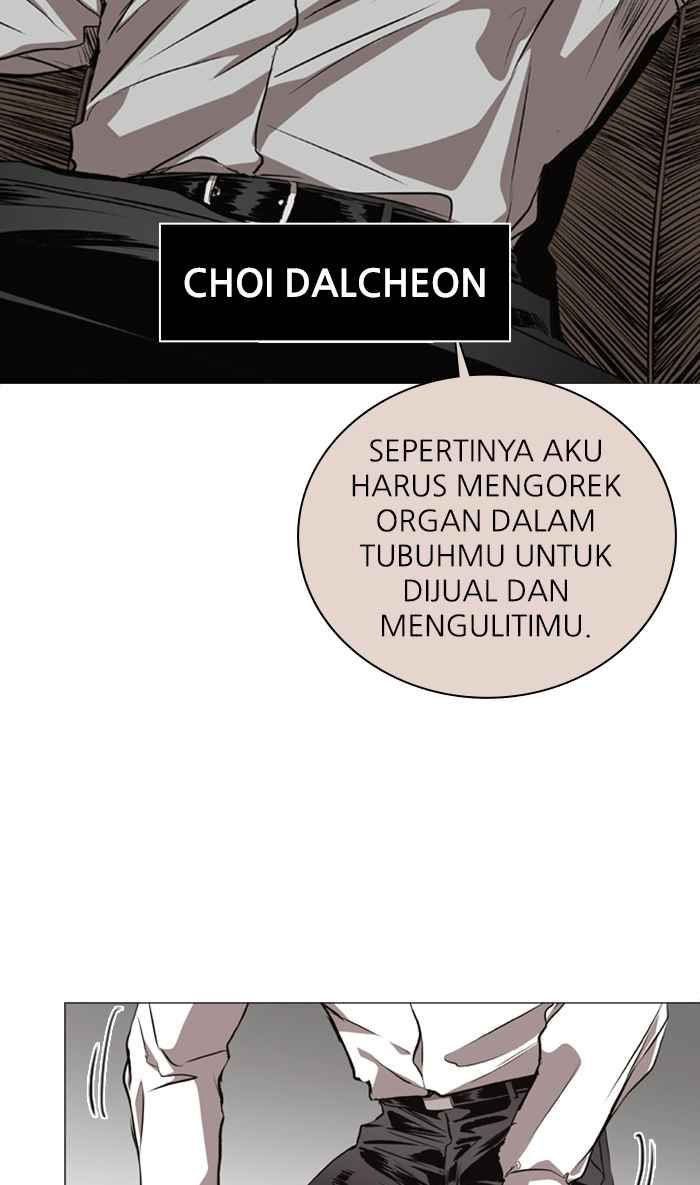 CHOI DALCHEON
SEPERTINYA AKU
HARUS MENGOREK
ORGAN DALAM
TUBUHMU UNTUK
DIJUAL DAN
MENGULITIMU.